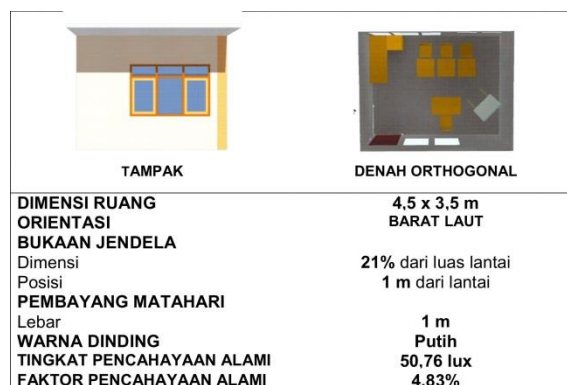 TAMPAK DENAH ORTHOGONAL
DIMENSI RUANG 4,5 x 3,5 m
ORIENTASI BARAT LAUT
BUKAAN JENDELA
Dimensi 21% dari luas lantai
Posisi 1 m dari lantai
PEMBAYANG MATAHARI
Lebar 1 m
WARNA DINDING Putih
TINGKAT PENCAHAYAAN ALAMI 50,76 lux
FAKTOR PENCAHAYAAN ALAMI 4,83%